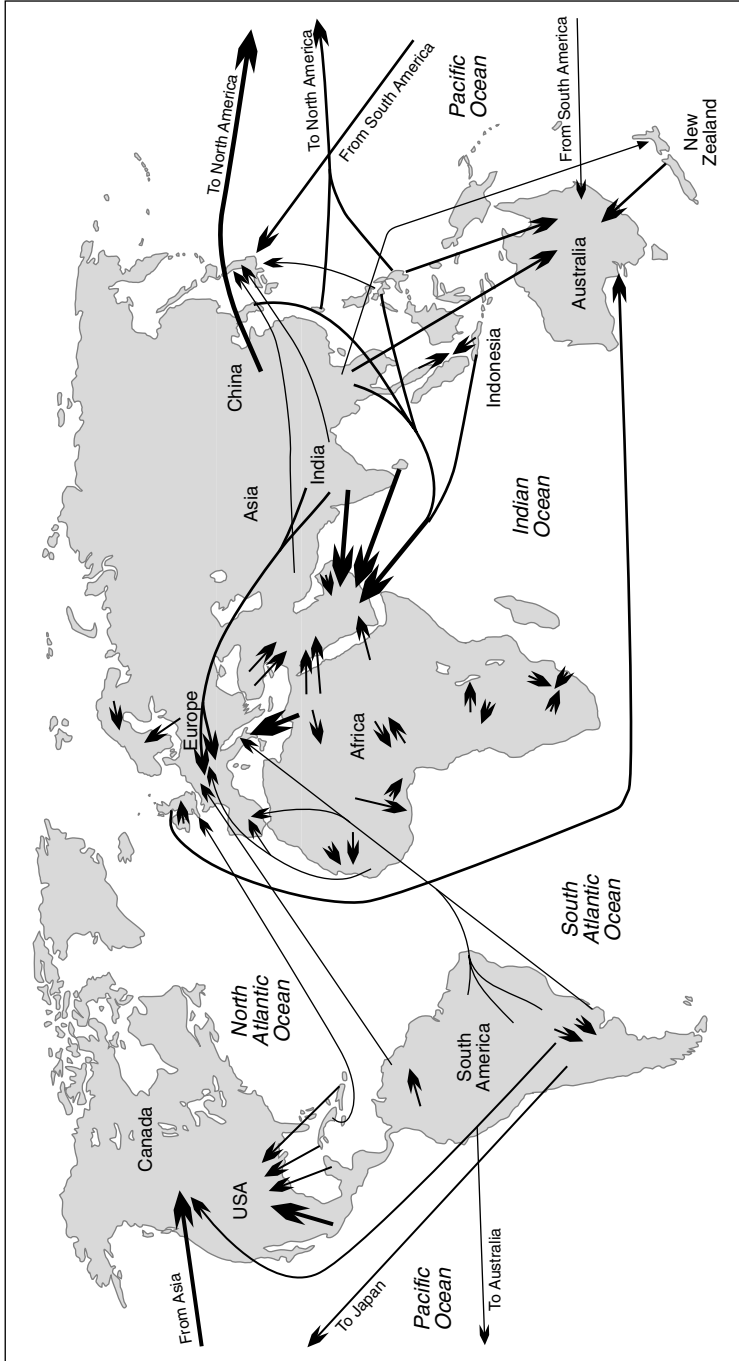 From Asia
Canada
USA
To Japan
Pacific
Ocean
To Australia
North
Atlantic
Ocean
South
America
South
Atlantic
Ocean
Europe
Africa
Asia
India
China
Indian
Ocean
Indonesia
To North America
To North America
From South America
Pacific
Ocean
From South America
Australia
New
Zealand